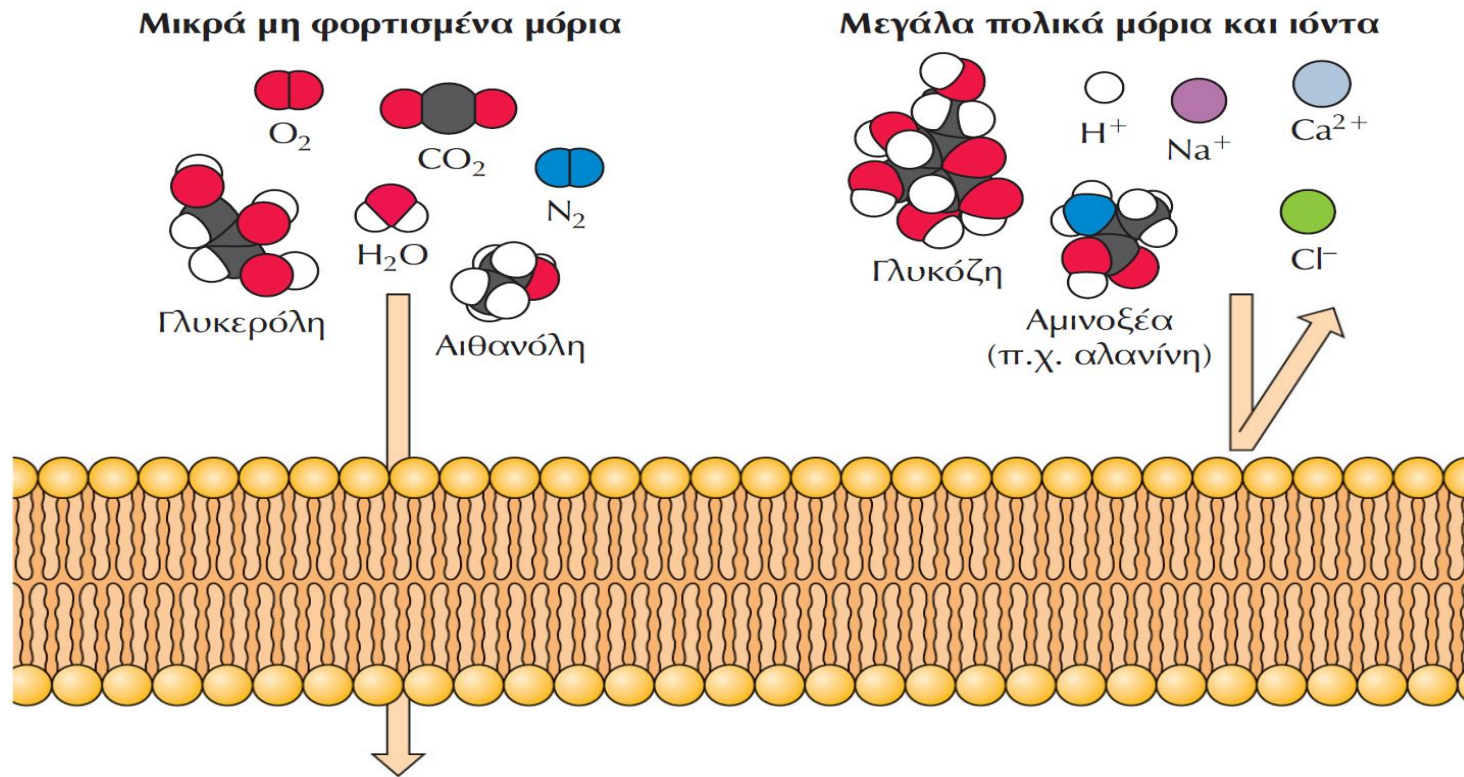 Μικρά μη φορτισμένα μόρια
O₂
CO₂
N₂
H₂O
Γλυκερόλη
Αιθανόλη
Μεγάλα πολικά μόρια και ιόντα
H⁺
Na⁺
Ca²⁺
Γλυκόζη
Cl⁻
Αμινοξέα
(π.χ. αλανίνη)